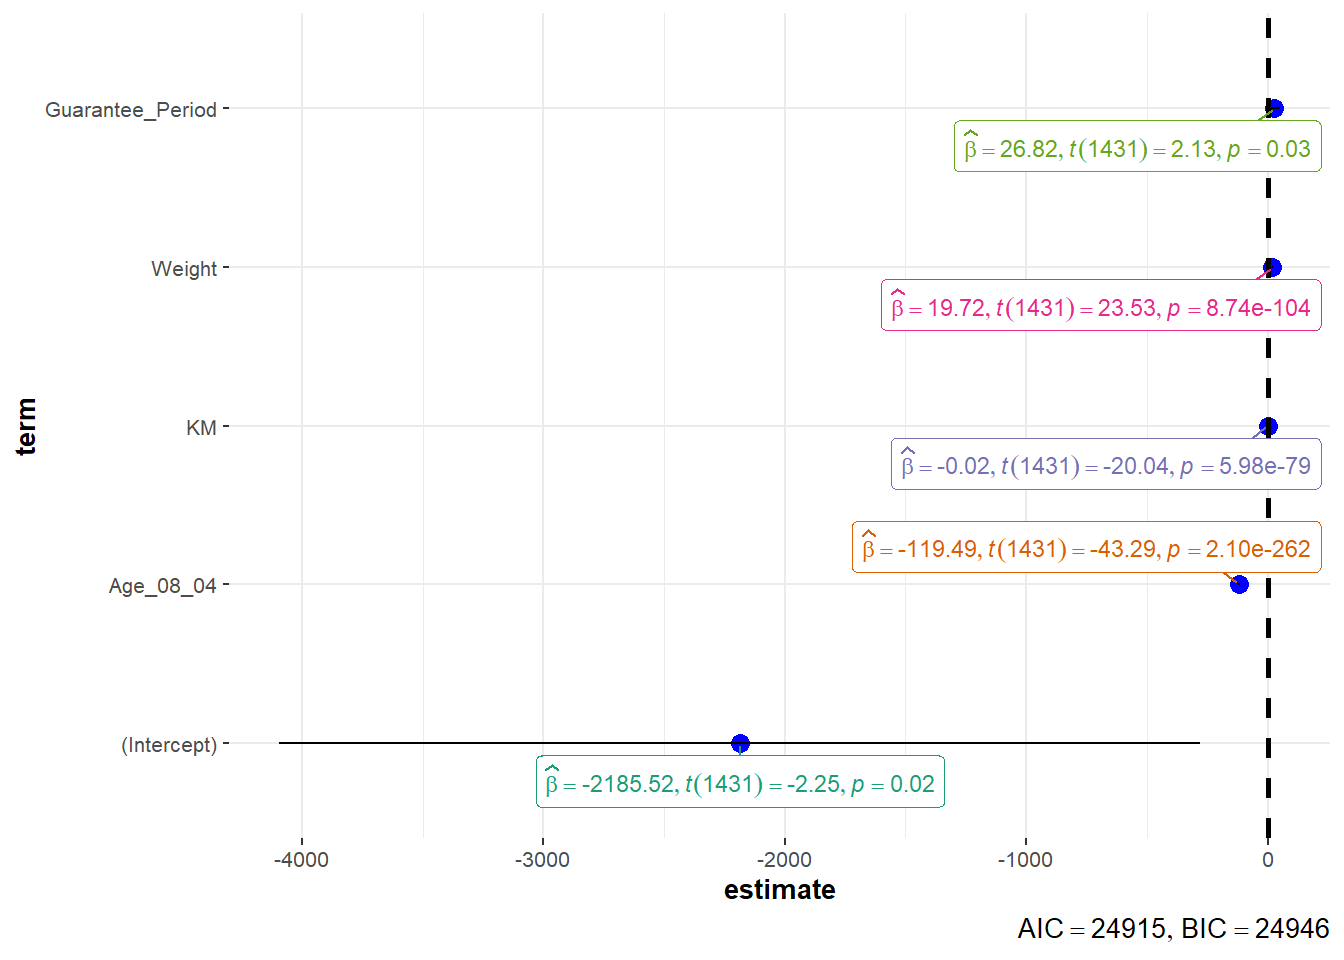 Guarantee_Period
β̂ = 26.82, t(1431) = 2.13, p = 0.03
Weight
β̂ = 19.72, t(1431) = 23.53, p = 8.74e-104
term
KM
β̂ = -0.02, t(1431) = -20.04, p = 5.98e-79
β̂ = -119.49, t(1431) = -43.29, p = 2.10e-262
Age_08_04
(Intercept)
β̂ = -2185.52, t(1431) = -2.25, p = 0.02
-4000 -3000 -2000 -1000 0
estimate
AIC = 24915, BIC = 24946